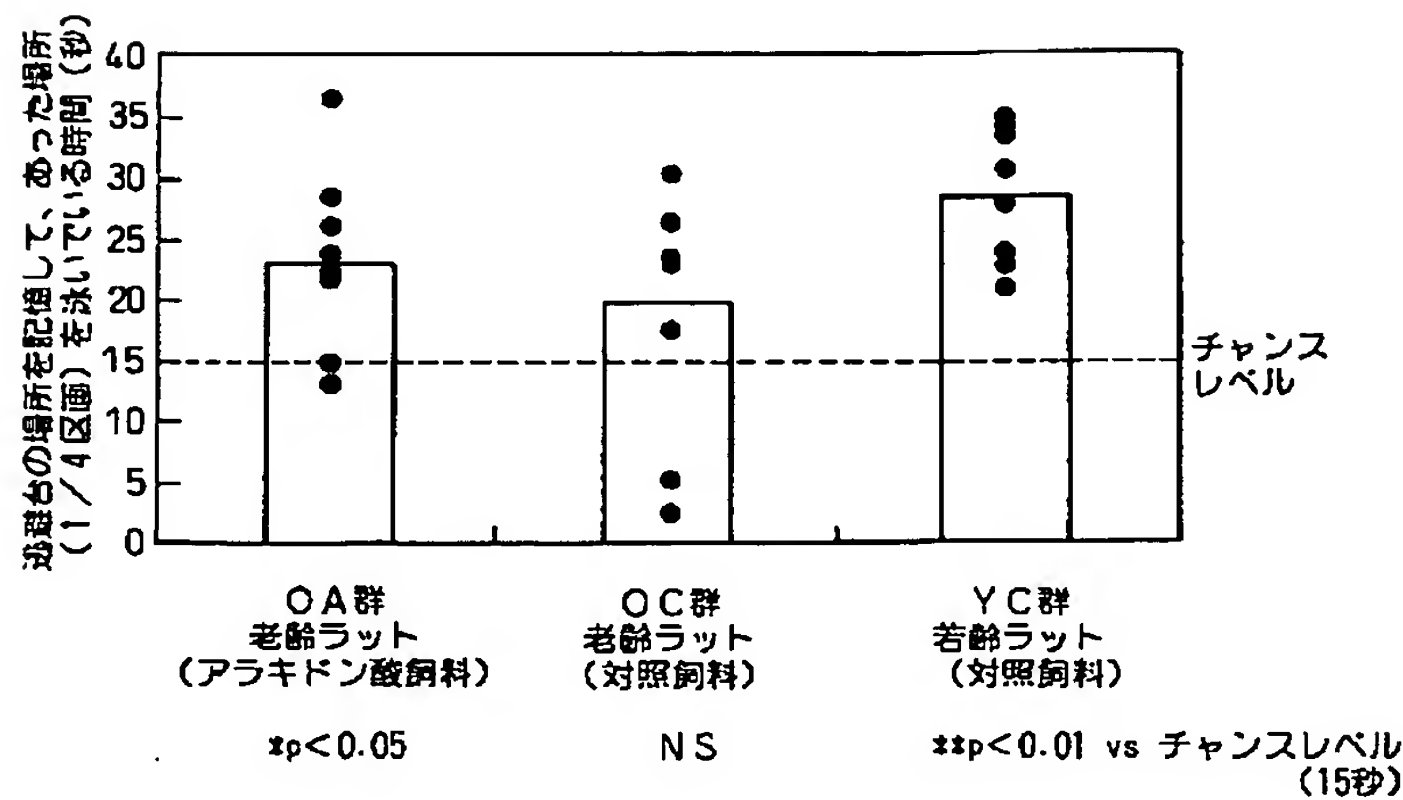 逃避台の場所を記憶して、あった場所
(1/4区画)を泳いでいる時間(秒)
40
35
30
25
20
15
10
5
0
チャンス
レベル
OA群
老齢ラット
(アラキドン酸飼料)
OC群
老齢ラット
(対照飼料)
YC群
若齢ラット
(対照飼料)
*p<0.05
NS
**p<0.01 vs チャンスレベル
(15秒)